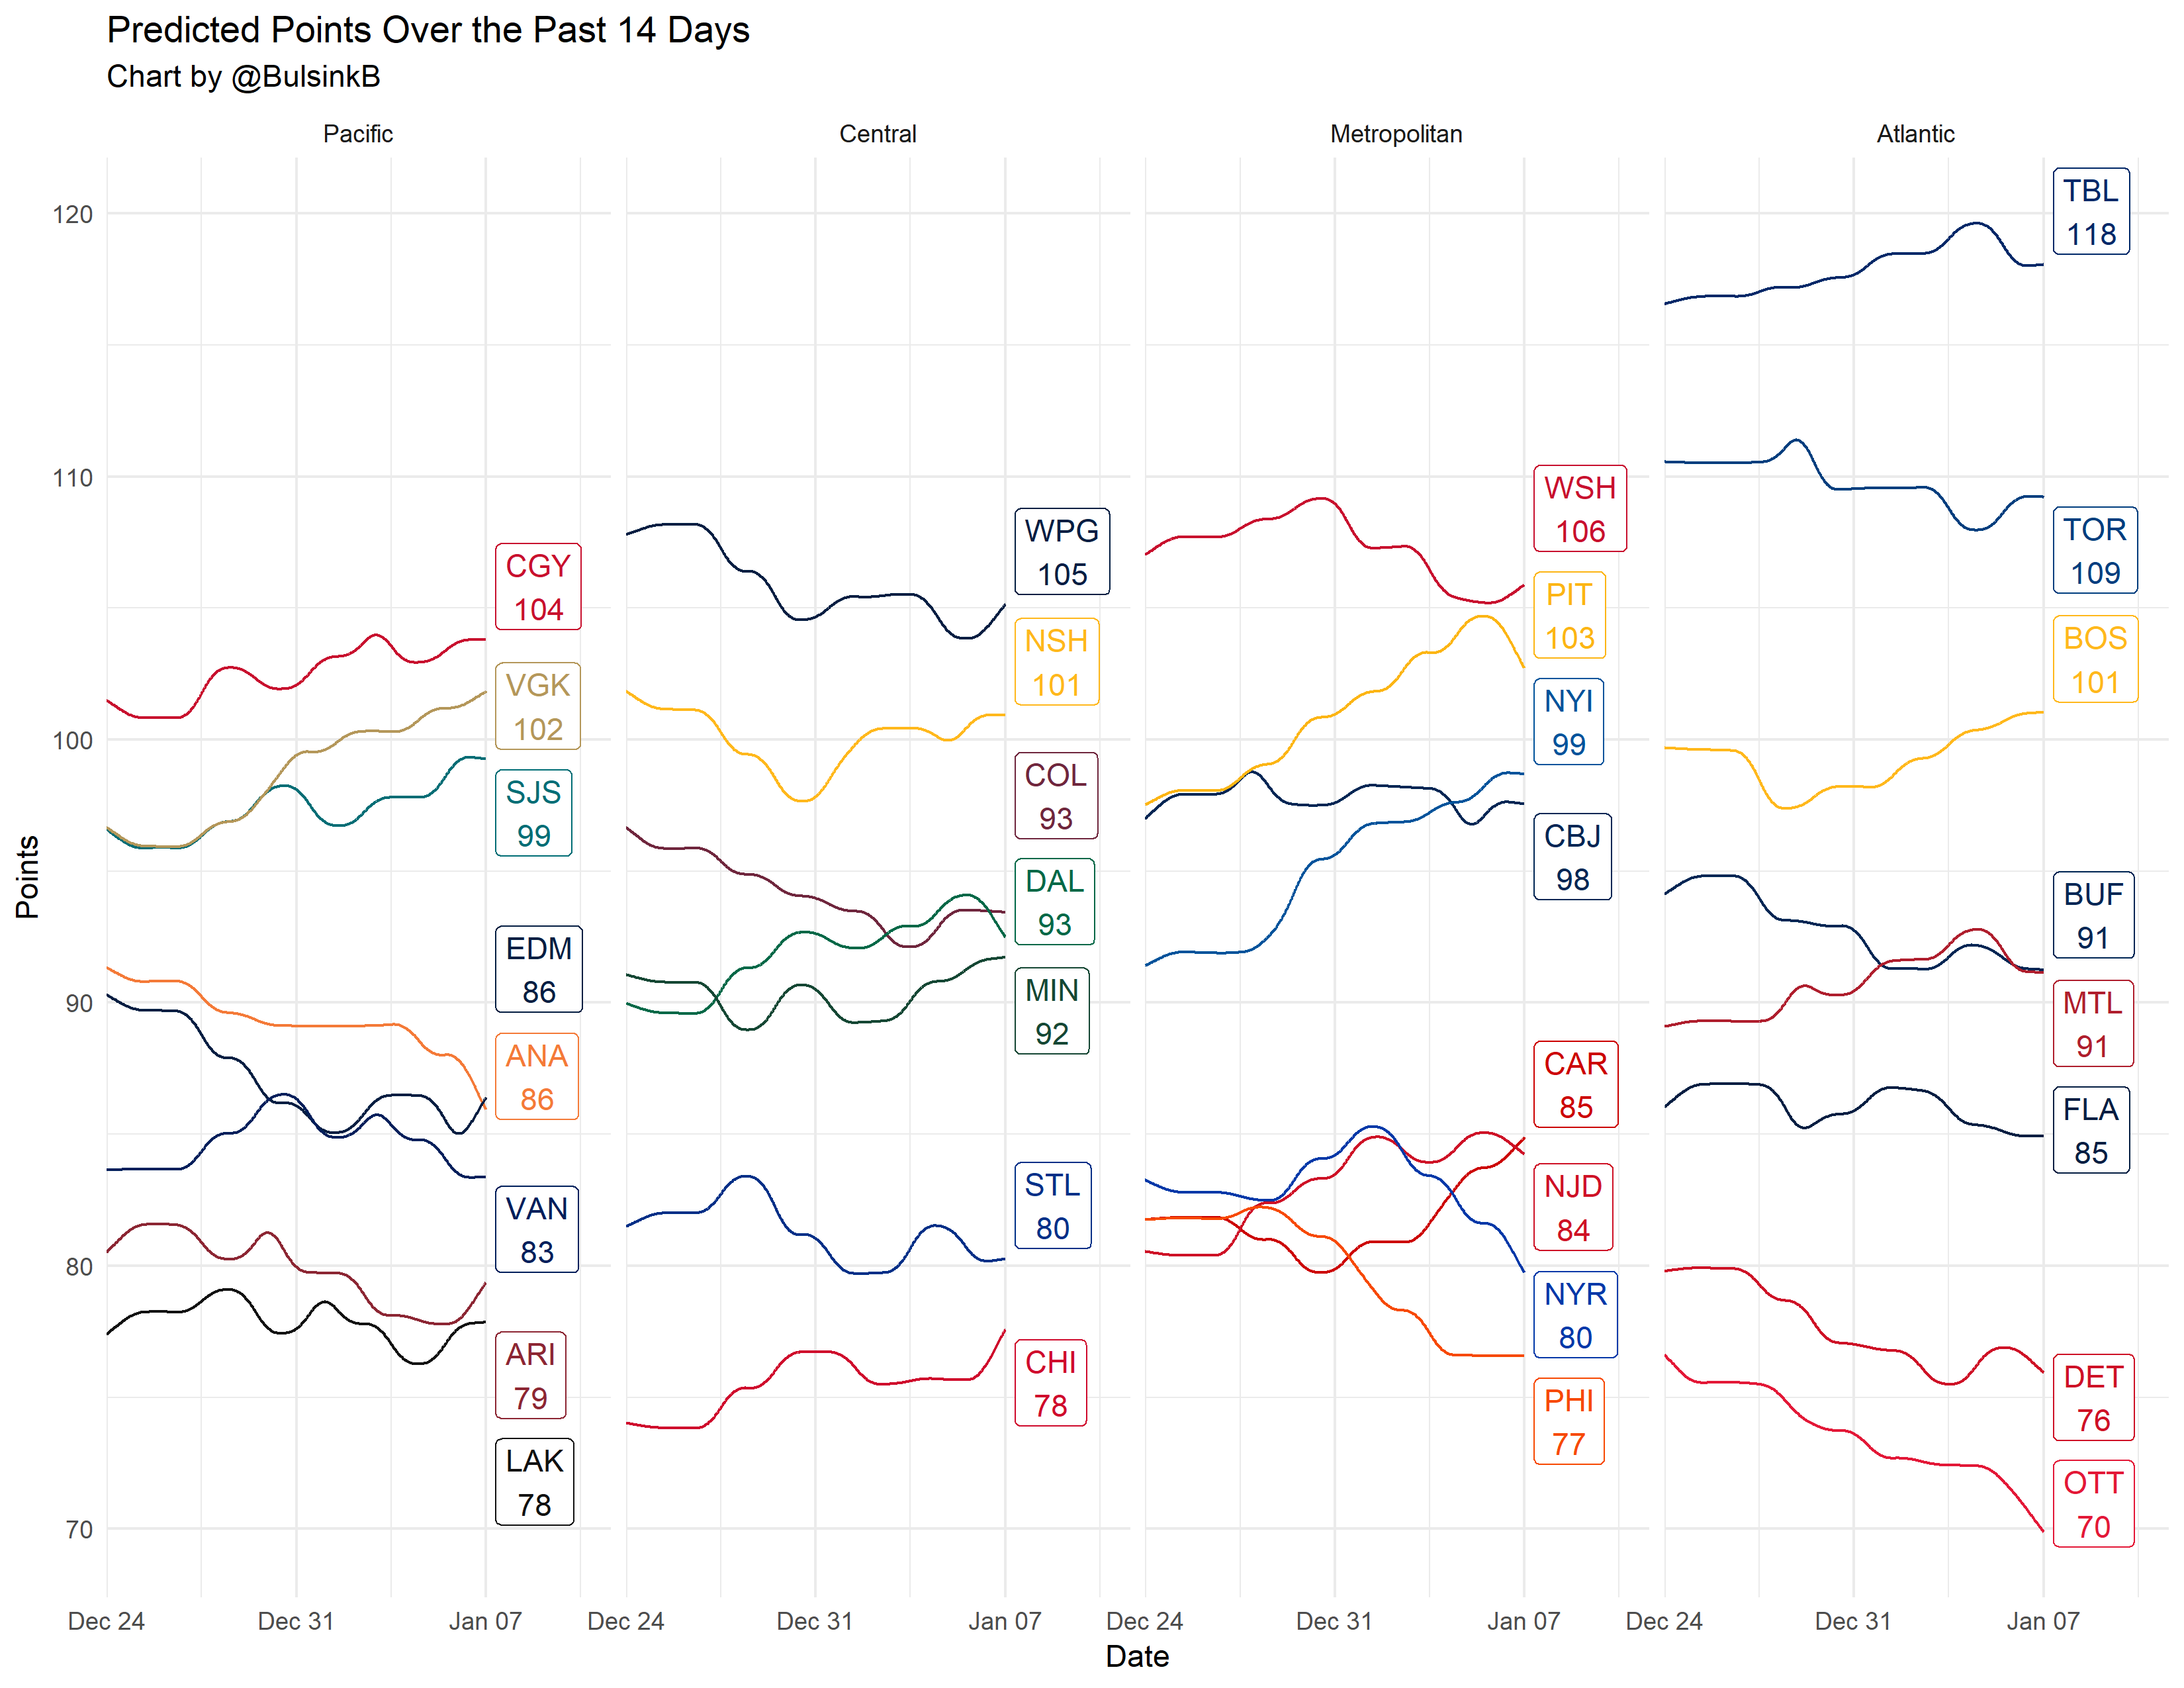 Predicted Points Over the Past 14 Days
Chart by @BulsinkB
Pacific
Central
Metropolitan
Atlantic
Points
120
110
100
90
80
70
CGY
104
VGK
102
SJS
99
EDM
86
ANA
86
VAN
83
ARI
79
LAK
78
WPG
105
NSH
101
COL
93
DAL
93
MIN
92
STL
80
CHI
78
WSH
106
PIT
103
NYI
99
CBJ
98
CAR
85
NJD
84
NYR
80
PHI
77
TBL
118
TOR
109
BOS
101
BUF
91
MTL
91
FLA
85
DET
76
OTT
70
Dec 24
Dec 31
Jan 07
Dec 24
Dec 31
Jan 07
Dec 24
Dec 31
Jan 07
Dec 24
Dec 31
Jan 07
Date